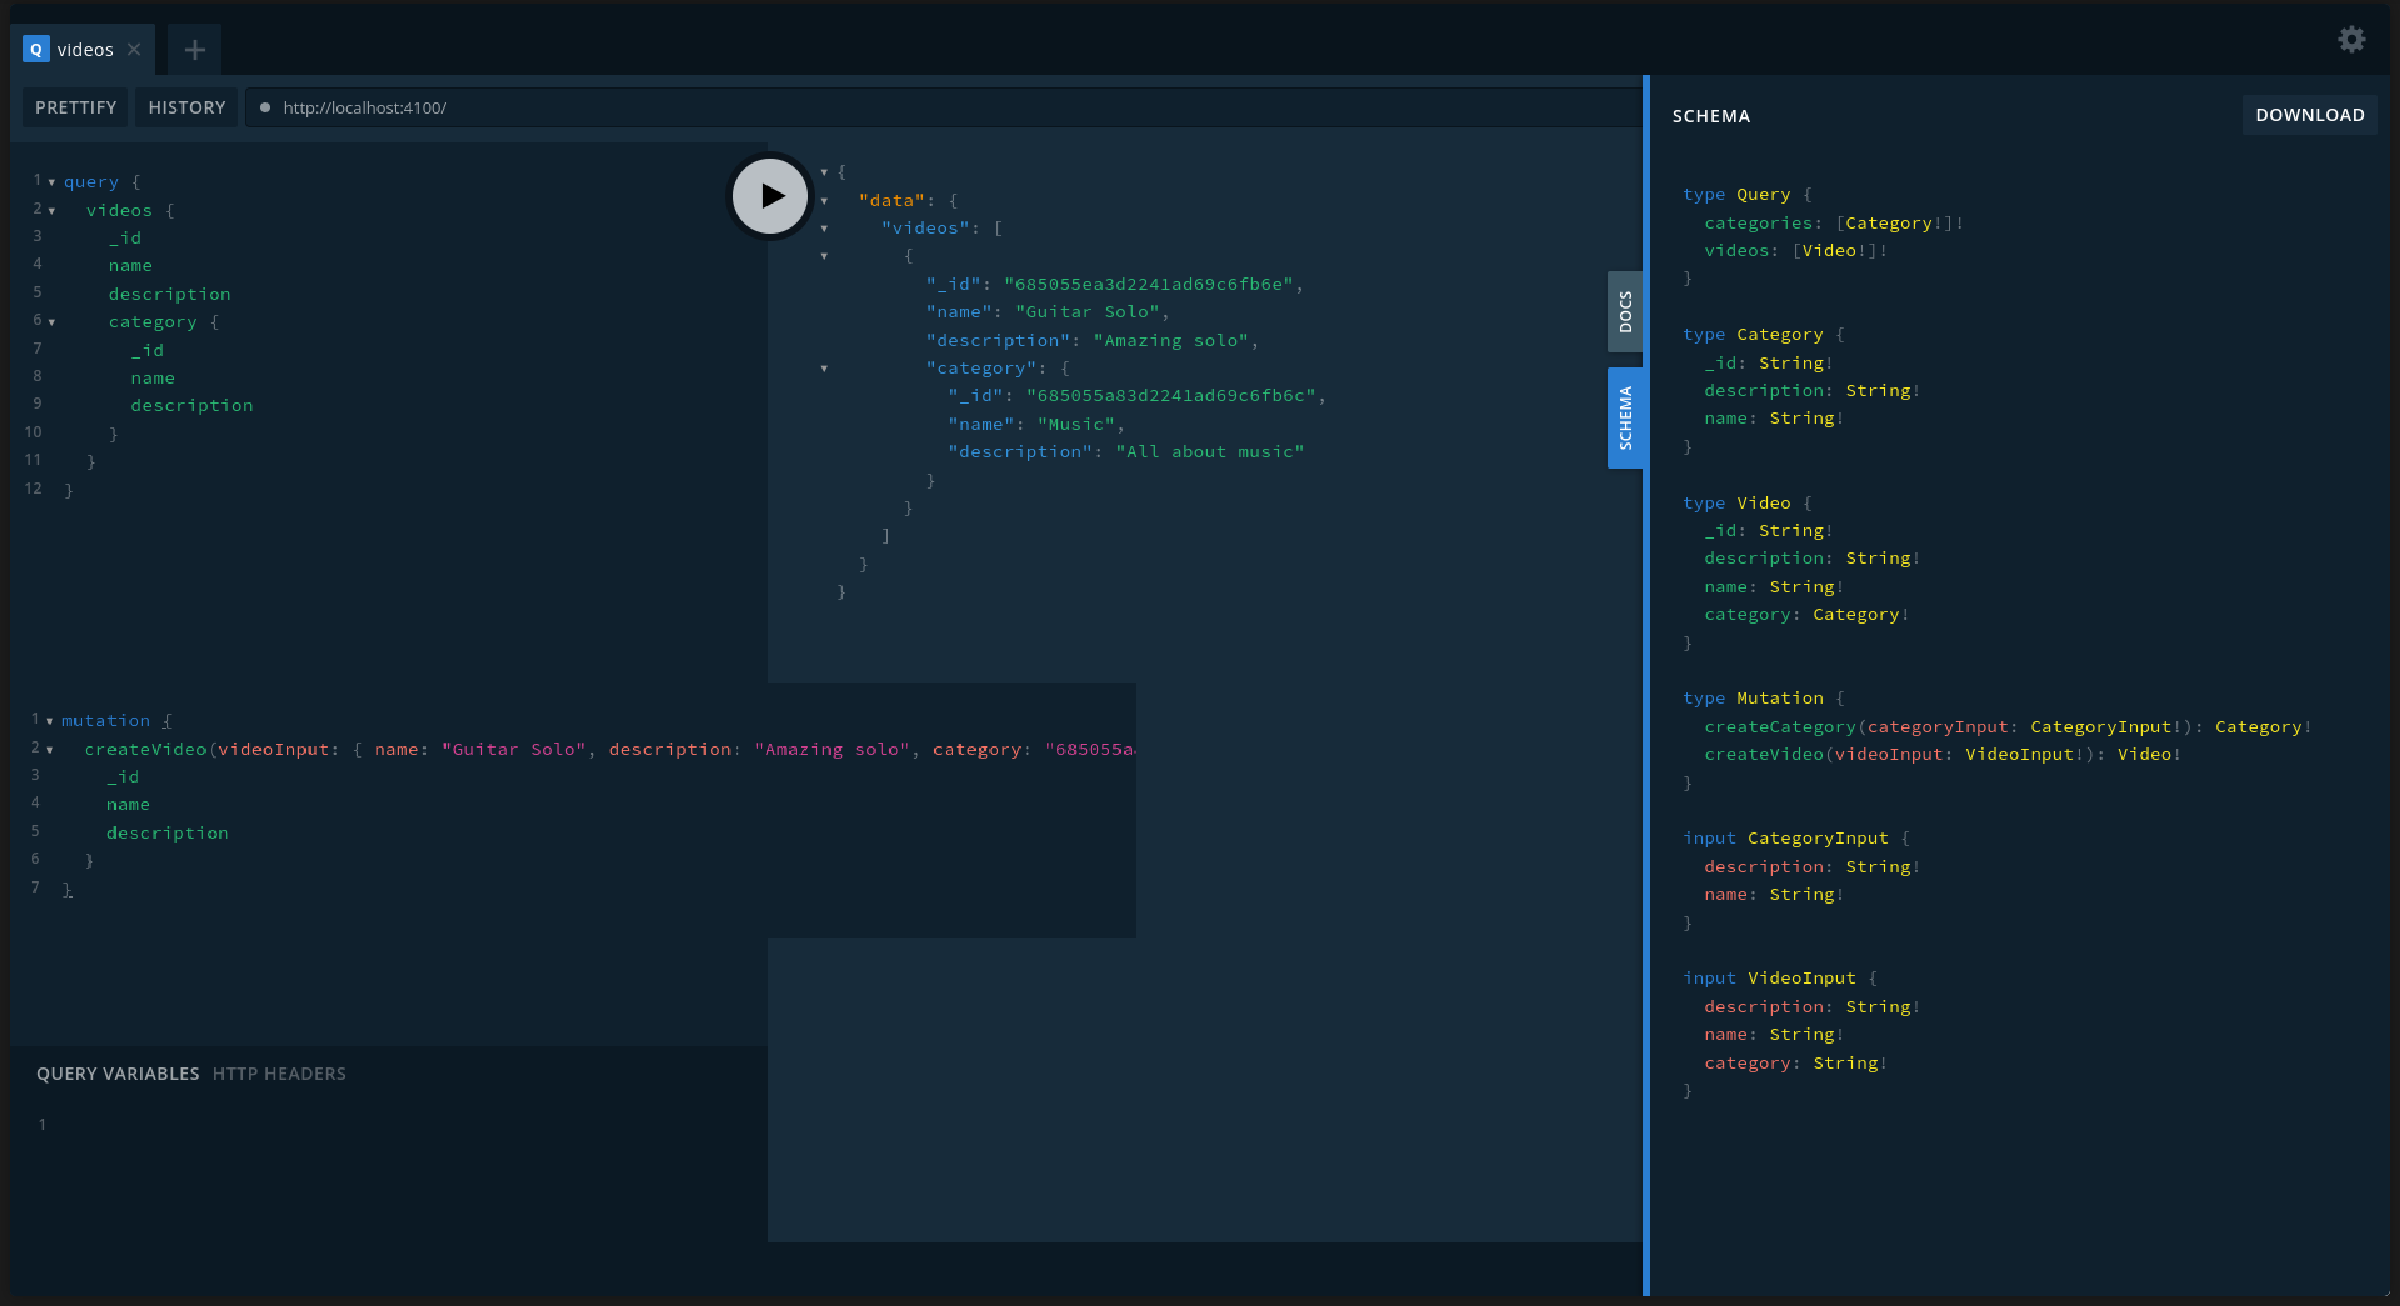 Q videos
PRETTIFY HISTORY http://localhost:4100/
1 query {
2 videos {
3 _id
4 name
5 description
6 category {
7 _id
8 name
9 description
10 }
11 }
12 }
1 mutation {
2 createVideo(videoInput: { name: "Guitar Solo", description: "Amazing solo", category: "685055a
3 _id
4 name
5 description
6 }
7 }
QUERY VARIABLES HTTP HEADERS
1
{
"data": {
"videos": [
{
"_id": "685055ea3d2241ad69c6fb6e",
"name": "Guitar Solo",
"description": "Amazing solo",
"category": {
"_id": "685055a83d2241ad69c6fb6c",
"name": "Music",
"description": "All about music"
}
}
]
}
}
DOCS
SCHEMA
SCHEMA DOWNLOAD
type Query {
categories: [Category!]!
videos: [Video!]!
}
type Category {
_id: String!
description: String!
name: String!
}
type Video {
_id: String!
description: String!
name: String!
category: Category!
}
type Mutation {
createCategory(categoryInput: CategoryInput!): Category!
createVideo(videoInput: VideoInput!): Video!
}
input CategoryInput {
description: String!
name: String!
}
input VideoInput {
description: String!
name: String!
category: String!
}